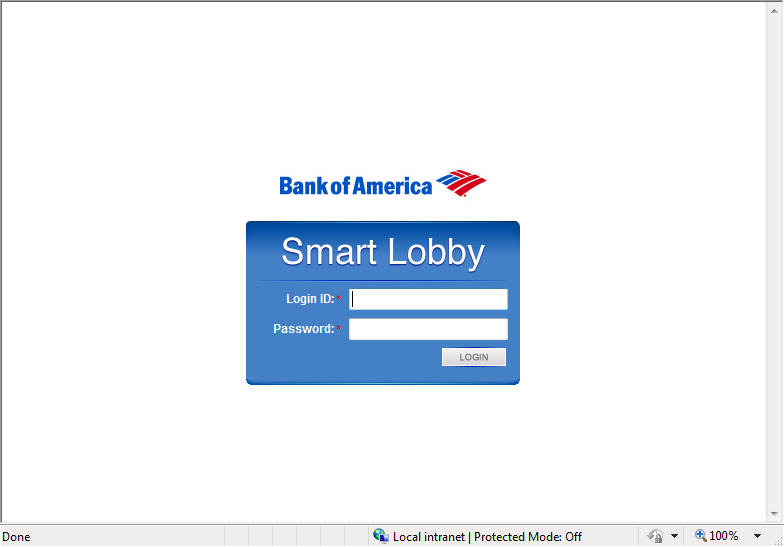 Bank of America
Smart Lobby
Login ID:*
Password:*
LOGIN
Done
Local intranet | Protected Mode: Off
100%